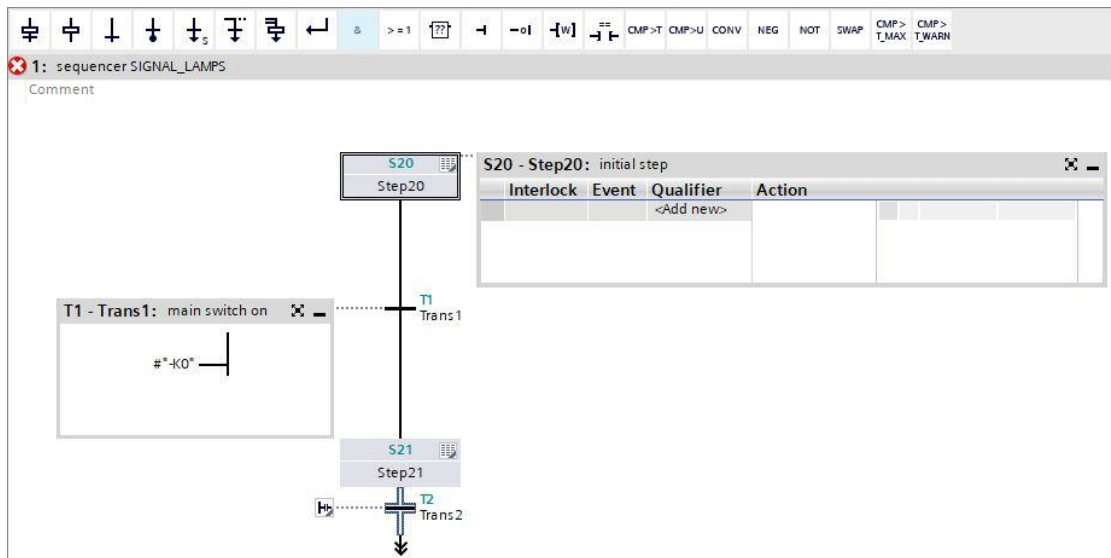 S & >=1 ?? -o| [W] == CMP>T CMP>U CONV NEG NOT SWAP CMP> T_MAX CMP> T_WARN
1: sequencer SIGNAL_LAMPS
Comment
S20
Step20
S20 - Step20: initial step
Interlock Event Qualifier Action
<Add new>
T1
Trans1
T1 - Trans1: main switch on
#"-K0"
S21
Step21
T2
Trans2